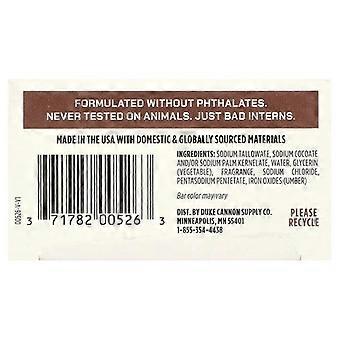 FORMULATED WITHOUT PHTHALATES.
NEVER TESTED ON ANIMALS. JUST BAD INTERNS.
MADE IN THE USA WITH DOMESTIC & GLOBALLY SOURCED MATERIALS
INGREDIENTS: SODIUM TALLOWATE, SODIUM COCOATE
AND/OR SODIUM PALM KERNELATE, WATER, GLYCERIN
(VEGETABLE), FRAGRANCE, SODIUM CHLORIDE,
PENTASODIUM PENTETATE, IRON OXIDES (UMBER)
Bar color may vary
DIST. BY DUKE CANNON SUPPLY CO.
MINNEAPOLIS, MN 55401
1-855-354-4438
PLEASE
RECYCLE
00526-V-V1
3 71782 00526 3